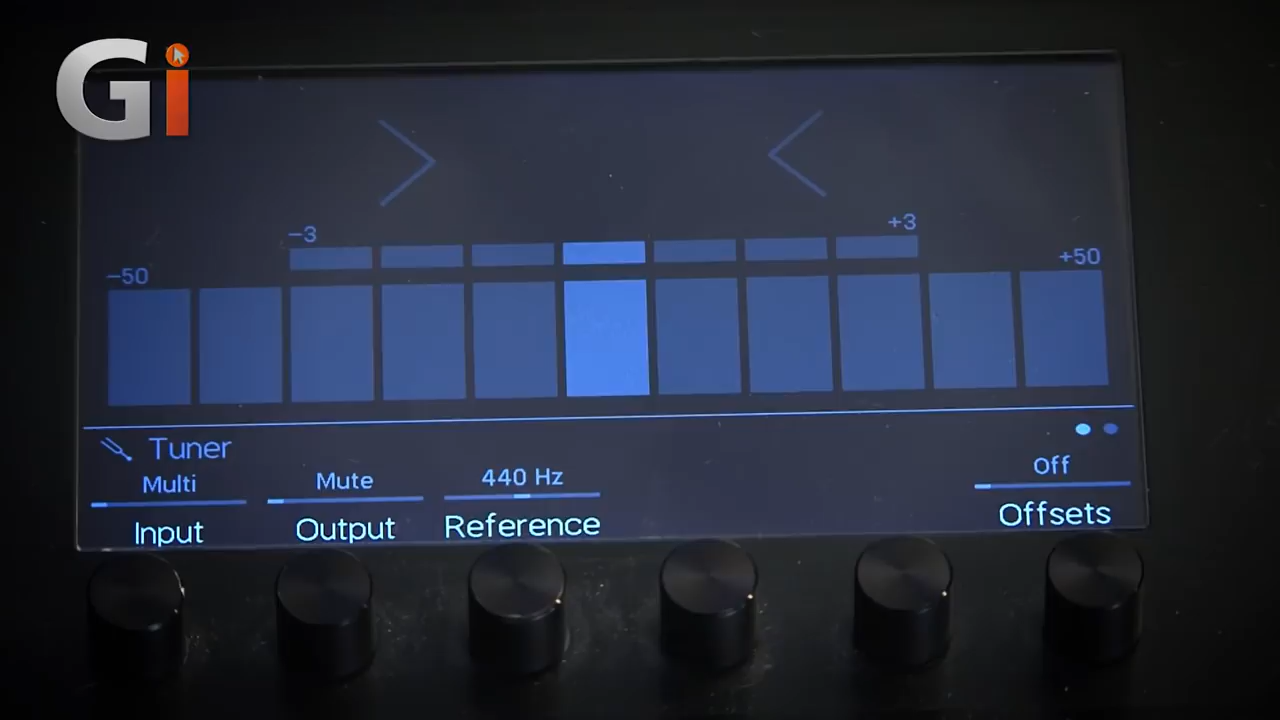 Gi
−3
+3
−50
+50
Tuner
Multi
Mute
440 Hz
Off
Input
Output
Reference
Offsets